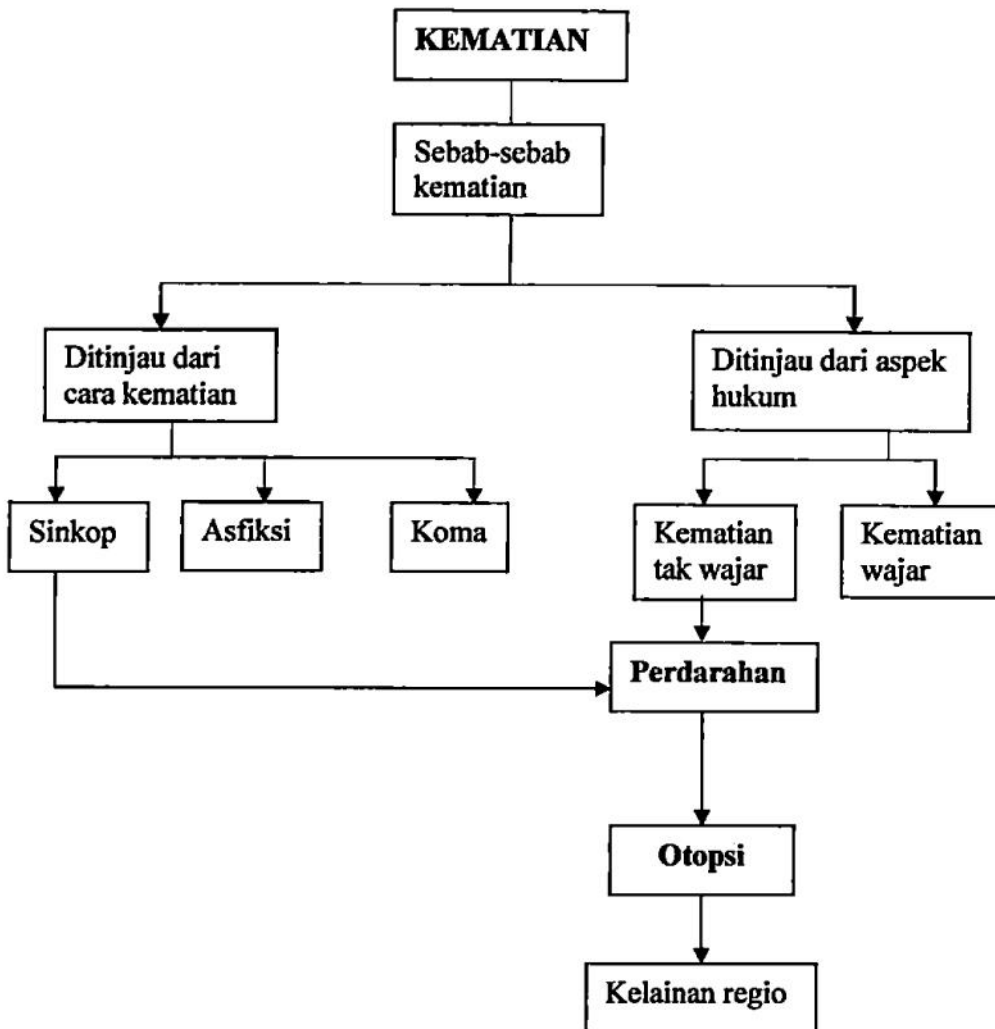 KEMATIAN
Sebab-sebab
kematian
Ditinjau dari
cara kematian
Ditinjau dari aspek
hukum
Sinkop
Asfiksi
Koma
Kematian
tak wajar
Kematian
wajar
Perdarahan
Otopsi
Kelainan regio